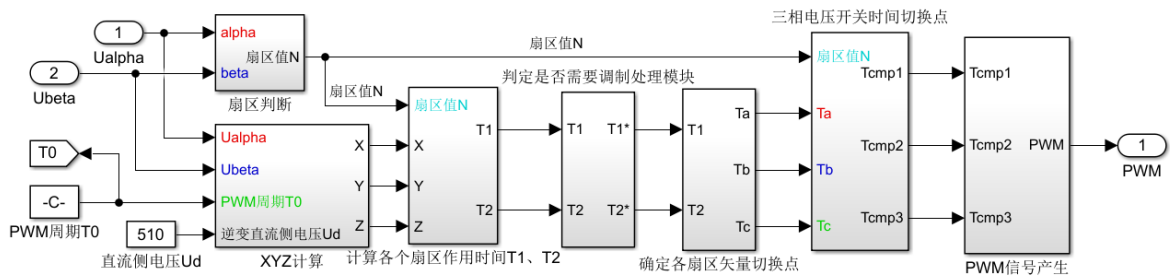 三相电压开关时间切换点
1
Ualpha
2
Ubeta
alpha
beta
扇区值N
扇区判断
扇区值N
扇区值N
判定是否需要调制处理模块
T0
-C-
PWM周期T0
510
直流侧电压Ud
Ualpha
Ubeta
PWM周期T0
逆变直流侧电压Ud
X
Y
Z
XYZ计算
扇区值N
X
Y
Z
T1
T2
计算各个扇区作用时间T1、T2
T1
T2
T1*
T2*
T1
T2
Ta
Tb
Tc
确定各扇区矢量切换点
扇区值N
Ta
Tb
Tc
Tcmp1
Tcmp2
Tcmp3
Tcmp1
Tcmp2
Tcmp3
PWM
PWM信号产生
1
PWM